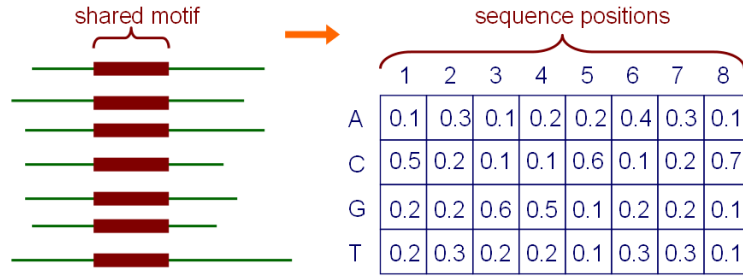 shared motif
sequence positions
1 2 3 4 5 6 7 8
A 0.1 0.3 0.1 0.2 0.2 0.4 0.3 0.1
C 0.5 0.2 0.1 0.1 0.6 0.1 0.2 0.7
G 0.2 0.2 0.6 0.5 0.1 0.2 0.2 0.1
T 0.2 0.3 0.2 0.2 0.1 0.3 0.3 0.1